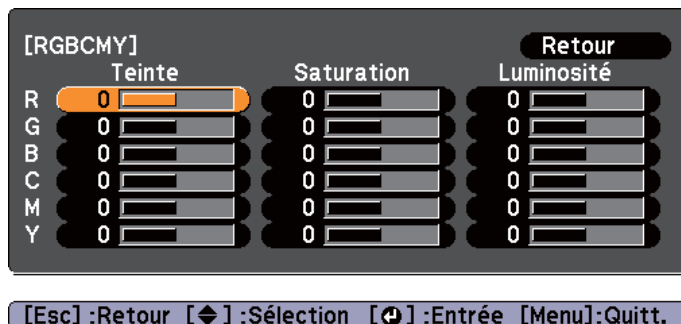 [RGBCMY] Retour
Teinte Saturation Luminosité
R 0 0 0
G 0 0 0
B 0 0 0
C 0 0 0
M 0 0 0
Y 0 0 0
[Esc] :Retour [◆] :Sélection [↵] :Entrée [Menu]:Quitt.